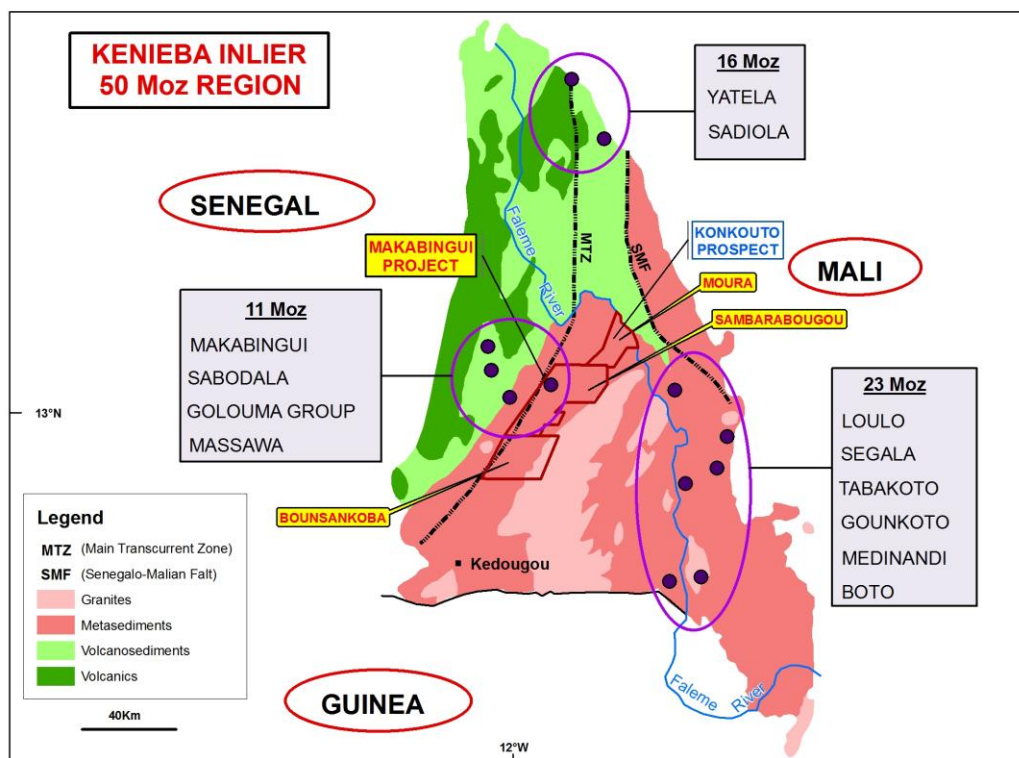 KENIEBA INLIER
50 Moz REGION
16 Moz
YATELA
SADIOLA
SENEGAL
Faleme
River
MTZ
SMF
MAKABINGUI
PROJECT
KONKOUTO
PROSPECT
MALI
MOURA
SAMBARABOUGOU
11 Moz
MAKABINGUI
SABODALA
GOLOUMA GROUP
MASSAWA
13°N
23 Moz
LOULO
SEGALA
TABAKOTO
GOUNKOTO
MEDINANDI
BOTO
BOUNSANKOBA
Kedougou
Legend
MTZ (Main Transcurrent Zone)
SMF (Senegalo-Malian Falt)
Granites
Metasediments
Volcanosediments
Volcanics
40Km
GUINEA
Faleme River
12°W